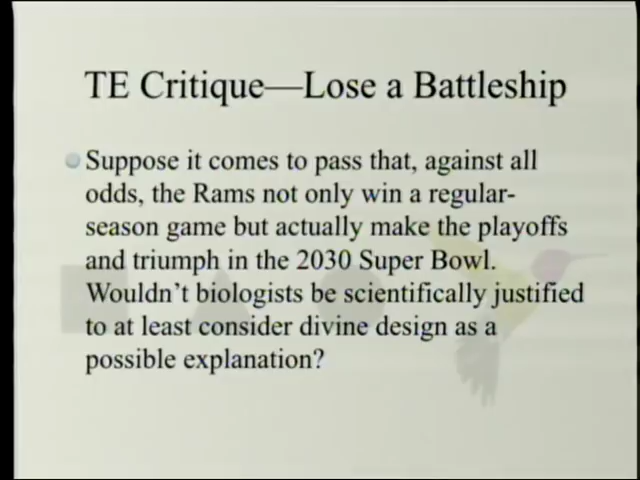 TE Critique—Lose a Battleship
Suppose it comes to pass that, against all
odds, the Rams not only win a regular-
season game but actually make the playoffs
and triumph in the 2030 Super Bowl.
Wouldn't biologists be scientifically justified
to at least consider divine design as a
possible explanation?